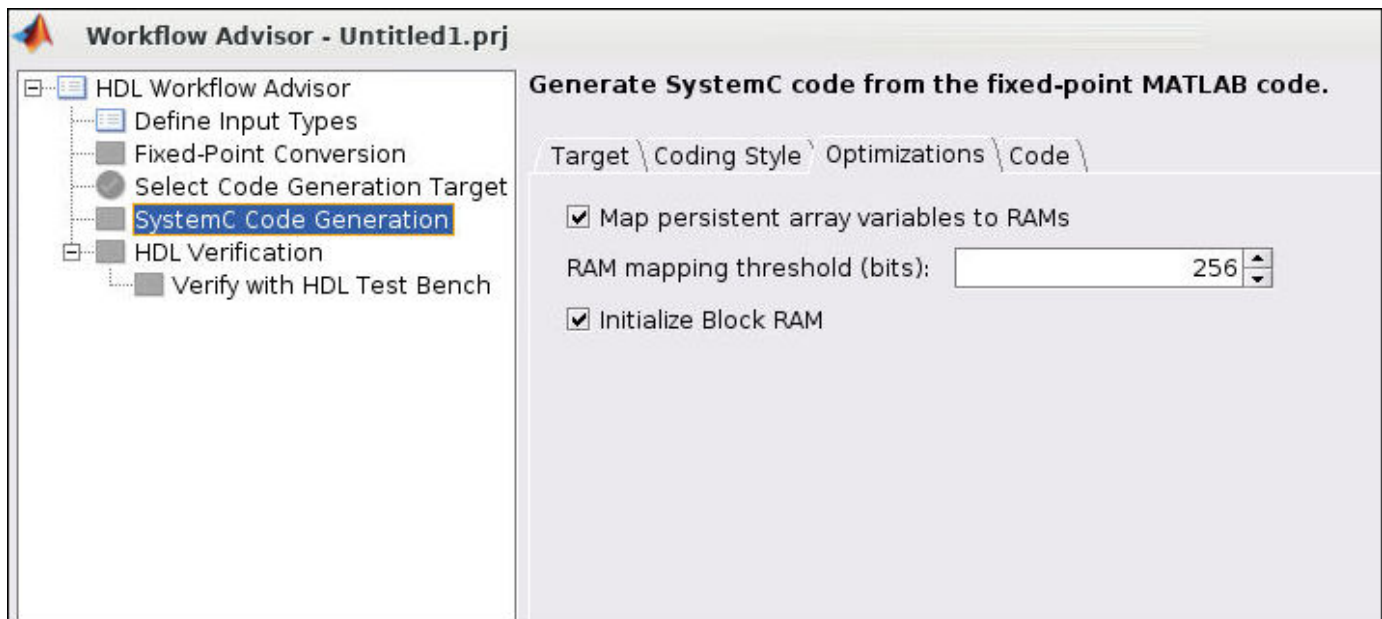 Workflow Advisor - Untitled1.prj
HDL Workflow Advisor
Define Input Types
Fixed-Point Conversion
Select Code Generation Target
SystemC Code Generation
HDL Verification
Verify with HDL Test Bench
Generate SystemC code from the fixed-point MATLAB code.
Target Coding Style Optimizations Code
Map persistent array variables to RAMs
RAM mapping threshold (bits): 256
Initialize Block RAM